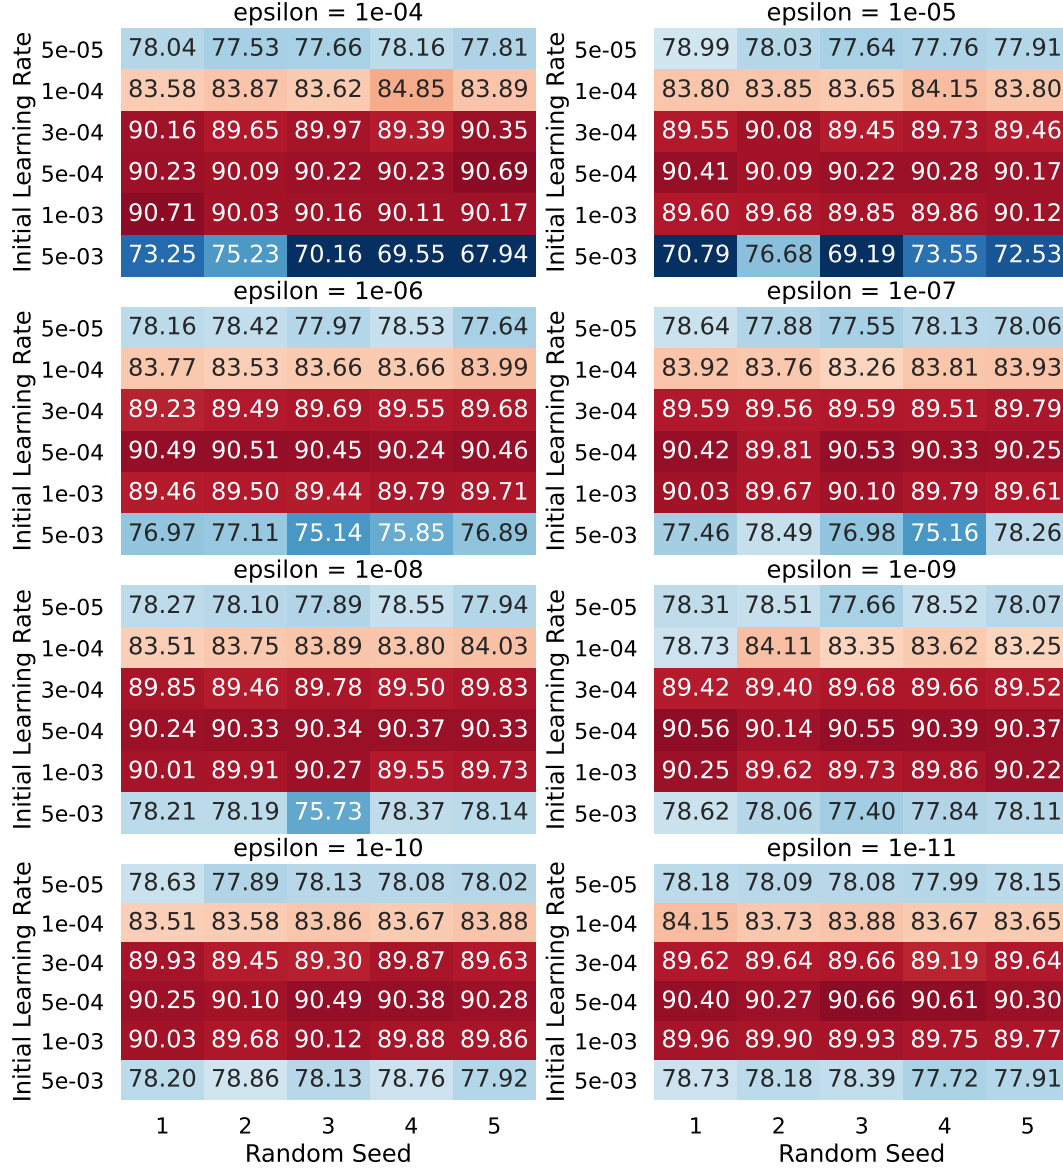 epsilon = 1e-04
Initial Learning Rate
5e-05 78.04 77.53 77.66 78.16 77.81
1e-04 83.58 83.87 83.62 84.85 83.89
3e-04 90.16 89.65 89.97 89.39 90.35
5e-04 90.23 90.09 90.22 90.23 90.69
1e-03 90.71 90.03 90.16 90.11 90.17
5e-03 73.25 75.23 70.16 69.55 67.94
epsilon = 1e-05
Initial Learning Rate
5e-05 78.99 78.03 77.64 77.76 77.91
1e-04 83.80 83.85 83.65 84.15 83.80
3e-04 89.55 90.08 89.45 89.73 89.46
5e-04 90.41 90.09 90.22 90.28 90.17
1e-03 89.60 89.68 89.85 89.86 90.12
5e-03 70.79 76.68 69.19 73.55 72.53
epsilon = 1e-06
Initial Learning Rate
5e-05 78.16 78.42 77.97 78.53 77.64
1e-04 83.77 83.53 83.66 83.66 83.99
3e-04 89.23 89.49 89.69 89.55 89.68
5e-04 90.49 90.51 90.45 90.24 90.46
1e-03 89.46 89.50 89.44 89.79 89.71
5e-03 76.97 77.11 75.14 75.85 76.89
epsilon = 1e-07
Initial Learning Rate
5e-05 78.64 77.88 77.55 78.13 78.06
1e-04 83.92 83.76 83.26 83.81 83.93
3e-04 89.59 89.56 89.59 89.51 89.79
5e-04 90.42 89.81 90.53 90.33 90.25
1e-03 90.03 89.67 90.10 89.79 89.61
5e-03 77.46 78.49 76.98 75.16 78.26
epsilon = 1e-08
Initial Learning Rate
5e-05 78.27 78.10 77.89 78.55 77.94
1e-04 83.51 83.75 83.89 83.80 84.03
3e-04 89.85 89.46 89.78 89.50 89.83
5e-04 90.24 90.33 90.34 90.37 90.33
1e-03 90.01 89.91 90.27 89.55 89.73
5e-03 78.21 78.19 75.73 78.37 78.14
epsilon = 1e-09
Initial Learning Rate
5e-05 78.31 78.51 77.66 78.52 78.07
1e-04 78.73 84.11 83.35 83.62 83.25
3e-04 89.42 89.40 89.68 89.66 89.52
5e-04 90.56 90.14 90.55 90.39 90.37
1e-03 90.25 89.62 89.73 89.86 90.22
5e-03 78.62 78.06 77.40 77.84 78.11
epsilon = 1e-10
Initial Learning Rate
5e-05 78.63 77.89 78.13 78.08 78.02
1e-04 83.51 83.58 83.86 83.67 83.88
3e-04 89.93 89.45 89.30 89.87 89.63
5e-04 90.25 90.10 90.49 90.38 90.28
1e-03 90.03 89.68 90.12 89.88 89.86
5e-03 78.20 78.86 78.13 78.76 77.92
1 2 3 4 5
Random Seed
epsilon = 1e-11
Initial Learning Rate
5e-05 78.18 78.09 78.08 77.99 78.15
1e-04 84.15 83.73 83.88 83.67 83.65
3e-04 89.62 89.64 89.66 89.19 89.64
5e-04 90.40 90.27 90.66 90.61 90.30
1e-03 89.96 89.90 89.93 89.75 89.77
5e-03 78.73 78.18 78.39 77.72 77.91
1 2 3 4 5
Random Seed